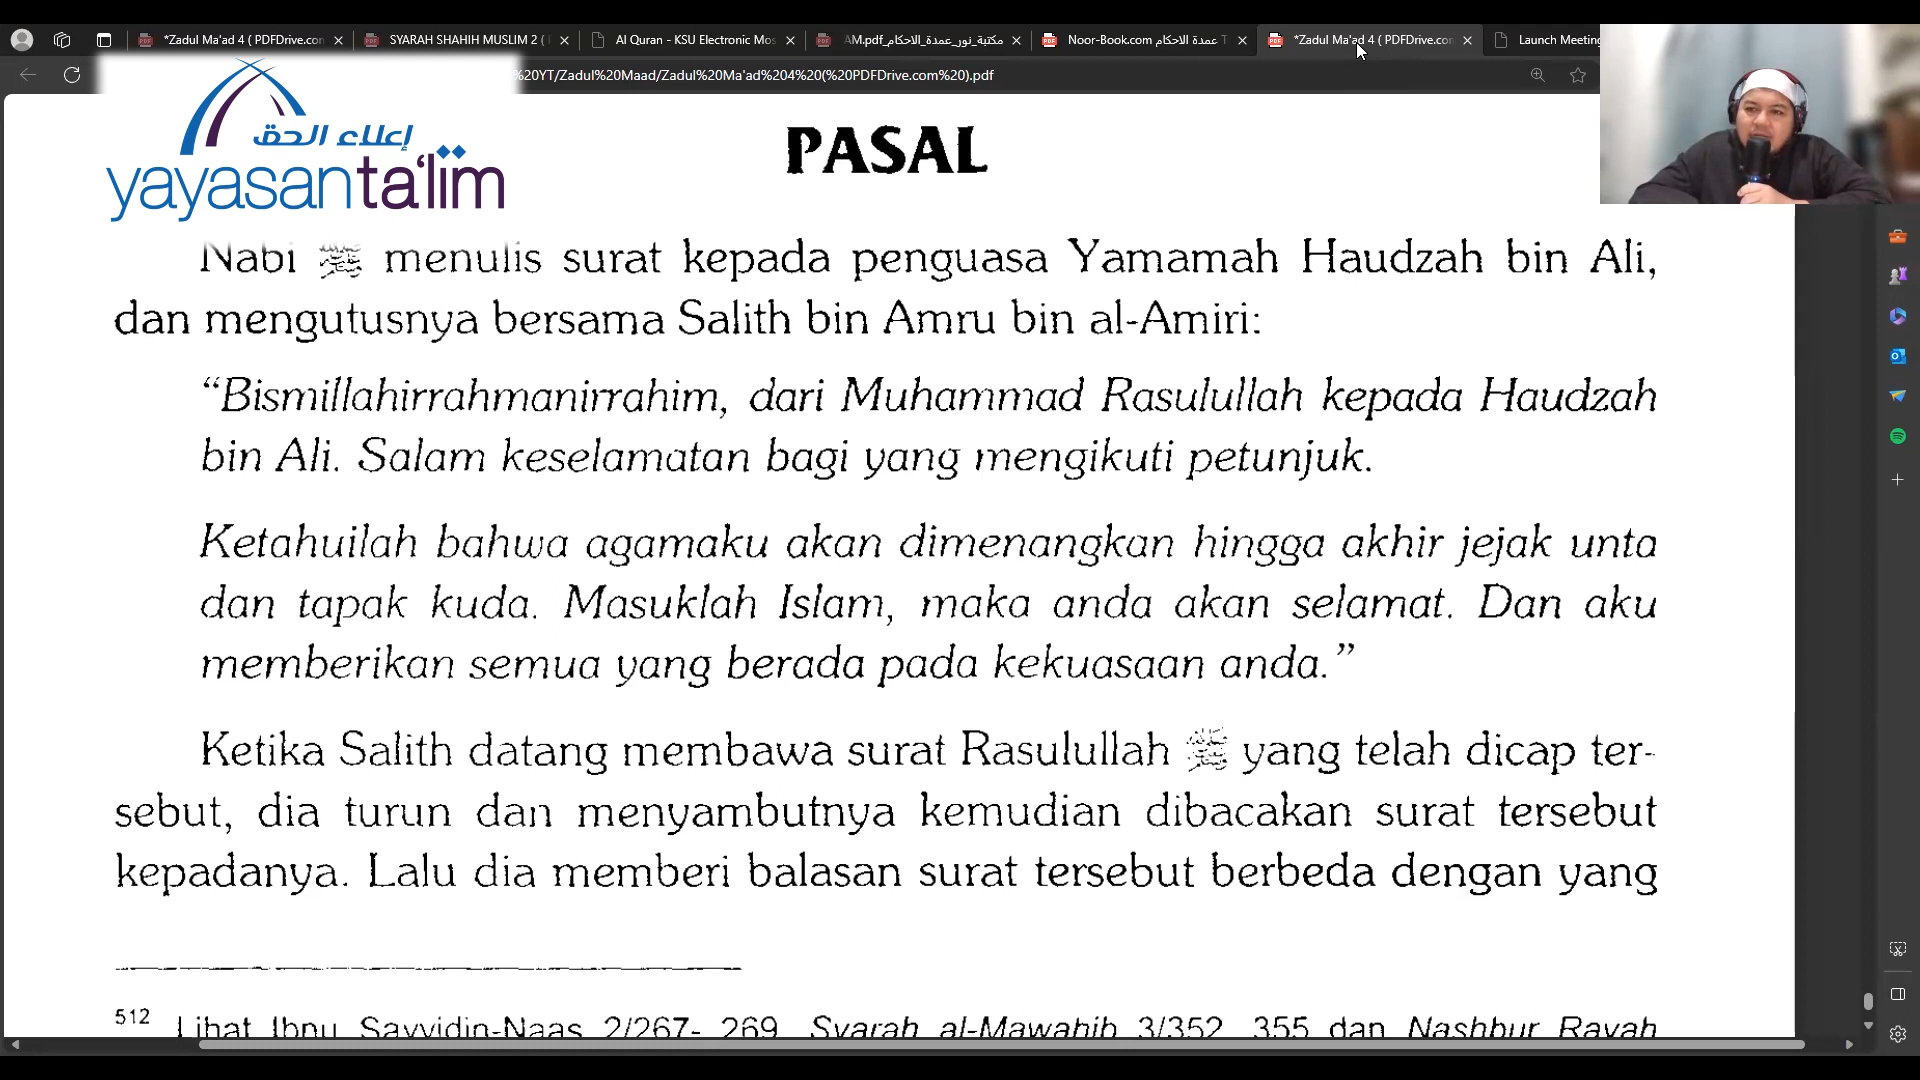 *Zadul Ma'ad 4 ( PDFDrive.con
SYARAH SHAHIH MUSLIM 2 (
Al Quran - KSU Electronic Mos
مكتبة_نور_عمدة_الاحكام_AM.pdf
Noor-Book.com عمدة الاحكام
*Zadul Ma'ad 4 ( PDFDrive.con
Launch Meeting
%20YT/Zadul%20Maad/Zadul%20Ma'ad%204%20(%20PDFDrive.com%20).pdf
إعلاء الحق
yayasanta'lim
PASAL
Nabi ﷺ menulis surat kepada penguasa Yamamah Haudzah bin Ali,
dan mengutusnya bersama Salith bin Amru bin al-Amiri:
“Bismillahirrahmanirrahim, dari Muhammad Rasulullah kepada Haudzah
bin Ali. Salam keselamatan bagi yang mengikuti petunjuk.
Ketahuilah bahwa agamaku akan dimenangkan hingga akhir jejak unta
dan tapak kuda. Masuklah Islam, maka anda akan selamat. Dan aku
memberikan semua yang berada pada kekuasaan anda.”
Ketika Salith datang membawa surat Rasulullah ﷺ yang telah dicap ter-
sebut, dia turun dan menyambutnya kemudian dibacakan surat tersebut
kepadanya. Lalu dia memberi balasan surat tersebut berbeda dengan yang
512 Lihat Ibnu Sayyidin-Naas 2/267- 269, Syarah al-Mawahib 3/352, 355 dan Nashbur Rayah